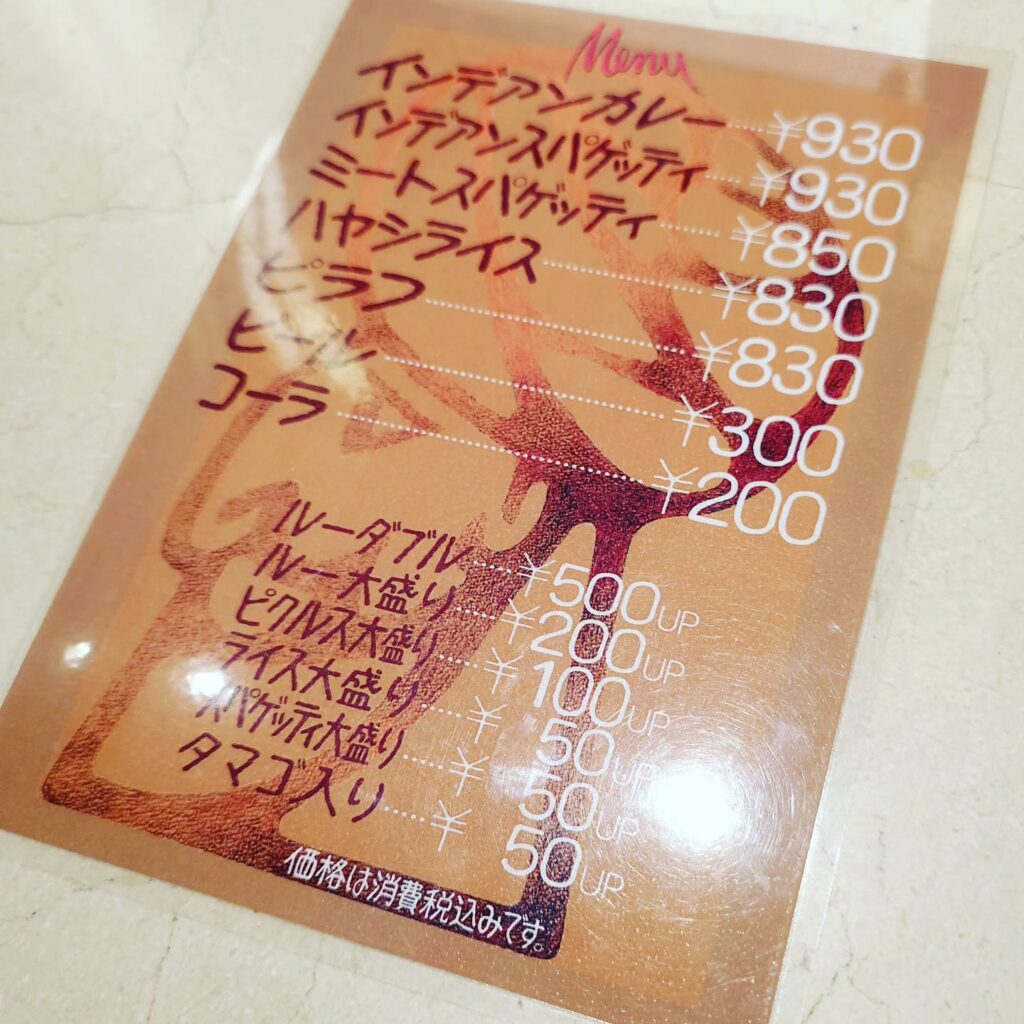 Menu
インデアンカレー ¥930
インデアンスパゲッティ ¥930
ミートスパゲッティ ¥850
ハヤシライス ¥830
ピラフ ¥830
ビール ¥300
コーラ ¥200
ルーダブル ¥500UP
ルー大盛り ¥200UP
ピクルス大盛り ¥100UP
ライス大盛り ¥50UP
スパゲッティ大盛り ¥50UP
タマゴ入り ¥50UP
価格は消費税込みです。